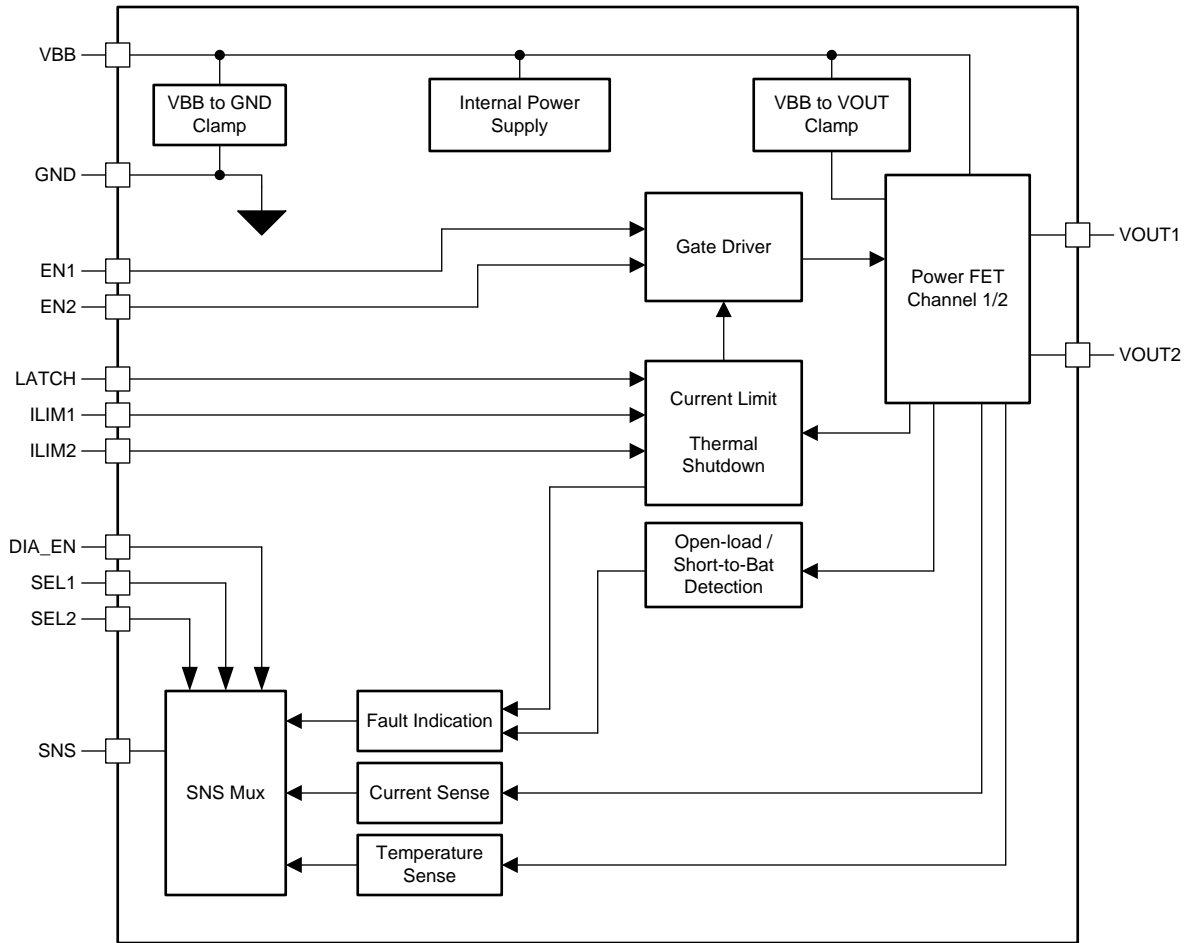 VBB
VBB to GND
Clamp
Internal Power
Supply
VBB to VOUT
Clamp
GND
Gate Driver
Power FET
Channel 1/2
VOUT1
VOUT2
EN1
EN2
LATCH
ILIM1
ILIM2
Current Limit
Thermal
Shutdown
DIA_EN
SEL1
SEL2
Open-load /
Short-to-Bat
Detection
SNS
SNS Mux
Fault Indication
Current Sense
Temperature
Sense